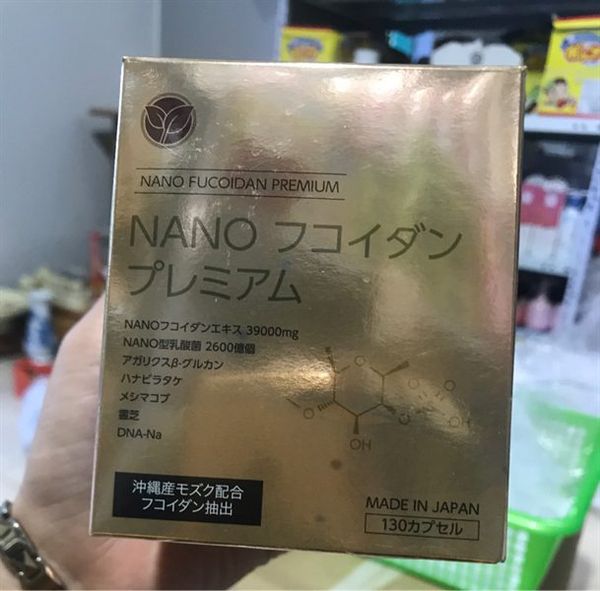 NANO FUCOIDAN PREMIUM
NANO フコイダン
プレミアム
NANOフコイダンエキス 39000mg
NANO型乳酸菌 2600億個
アガリクスβ-グルカン
ハナビラタケ
メシマコブ
霊芝
DNA-Na
OH
OH
沖縄産モズク配合
フコイダン抽出
MADE IN JAPAN
130カプセル